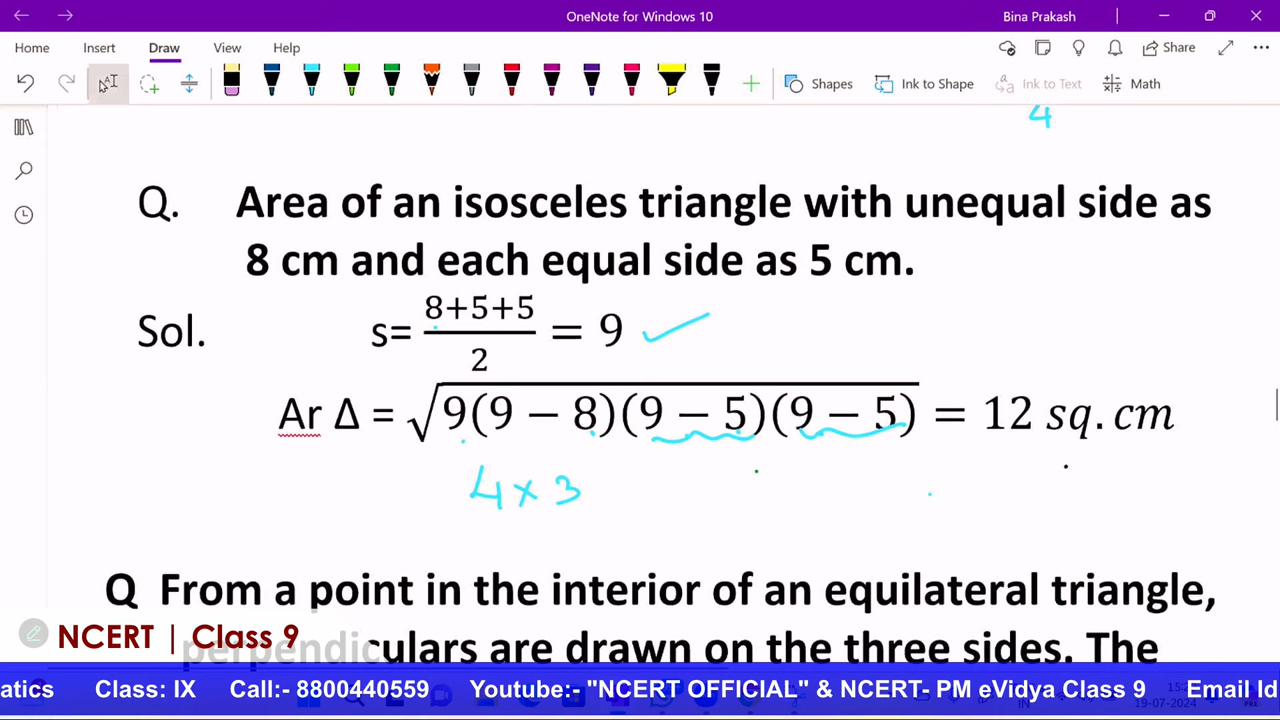 OneNote for Windows 10 Bina Prakash
Home Insert Draw View Help Share
Shapes Ink to Shape Ink to Text Math
4
Q. Area of an isosceles triangle with unequal side as
8 cm and each equal side as 5 cm.
Sol. s= (8+5+5)/2 = 9
Ar Δ = √9(9 − 8)(9 − 5)(9 − 5) = 12 sq. cm
4 × 3
Q From a point in the interior of an equilateral triangle,
perpendiculars are drawn on the three sides. The
NCERT | Class 9
atics Class: IX Call:- 8800440559 Youtube:- "NCERT OFFICIAL" & NCERT- PM eVidya Class 9 Email Id
19-07-2024